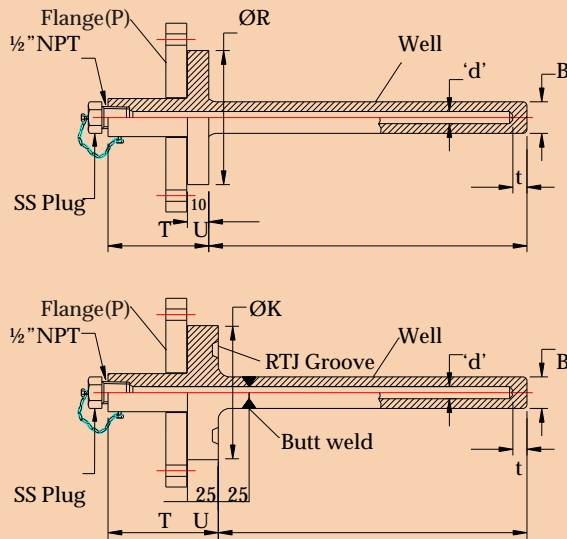 Flange(P)
ØR
½”NPT
Well
‘d’
B
t
SS Plug
10
T U
Flange(P)
ØK
½”NPT
Well
RTJ Groove
‘d’
B
Butt weld
t
SS Plug
25 25
T U